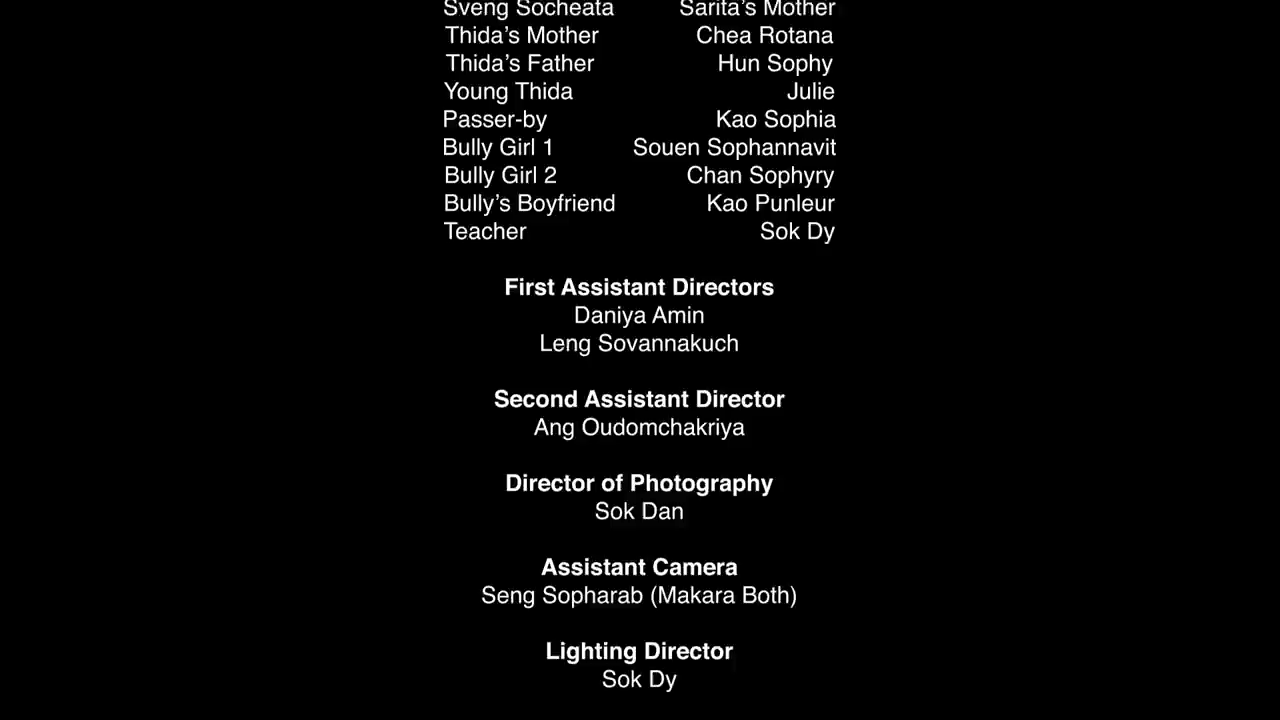 Sveng Socheata Sarita's Mother
Thida's Mother Chea Rotana
Thida's Father Hun Sophy
Young Thida Julie
Passer-by Kao Sophia
Bully Girl 1 Souen Sophannavit
Bully Girl 2 Chan Sophyry
Bully's Boyfriend Kao Punleur
Teacher Sok Dy
First Assistant Directors
Daniya Amin
Leng Sovannakuch
Second Assistant Director
Ang Oudomchakriya
Director of Photography
Sok Dan
Assistant Camera
Seng Sopharab (Makara Both)
Lighting Director
Sok Dy